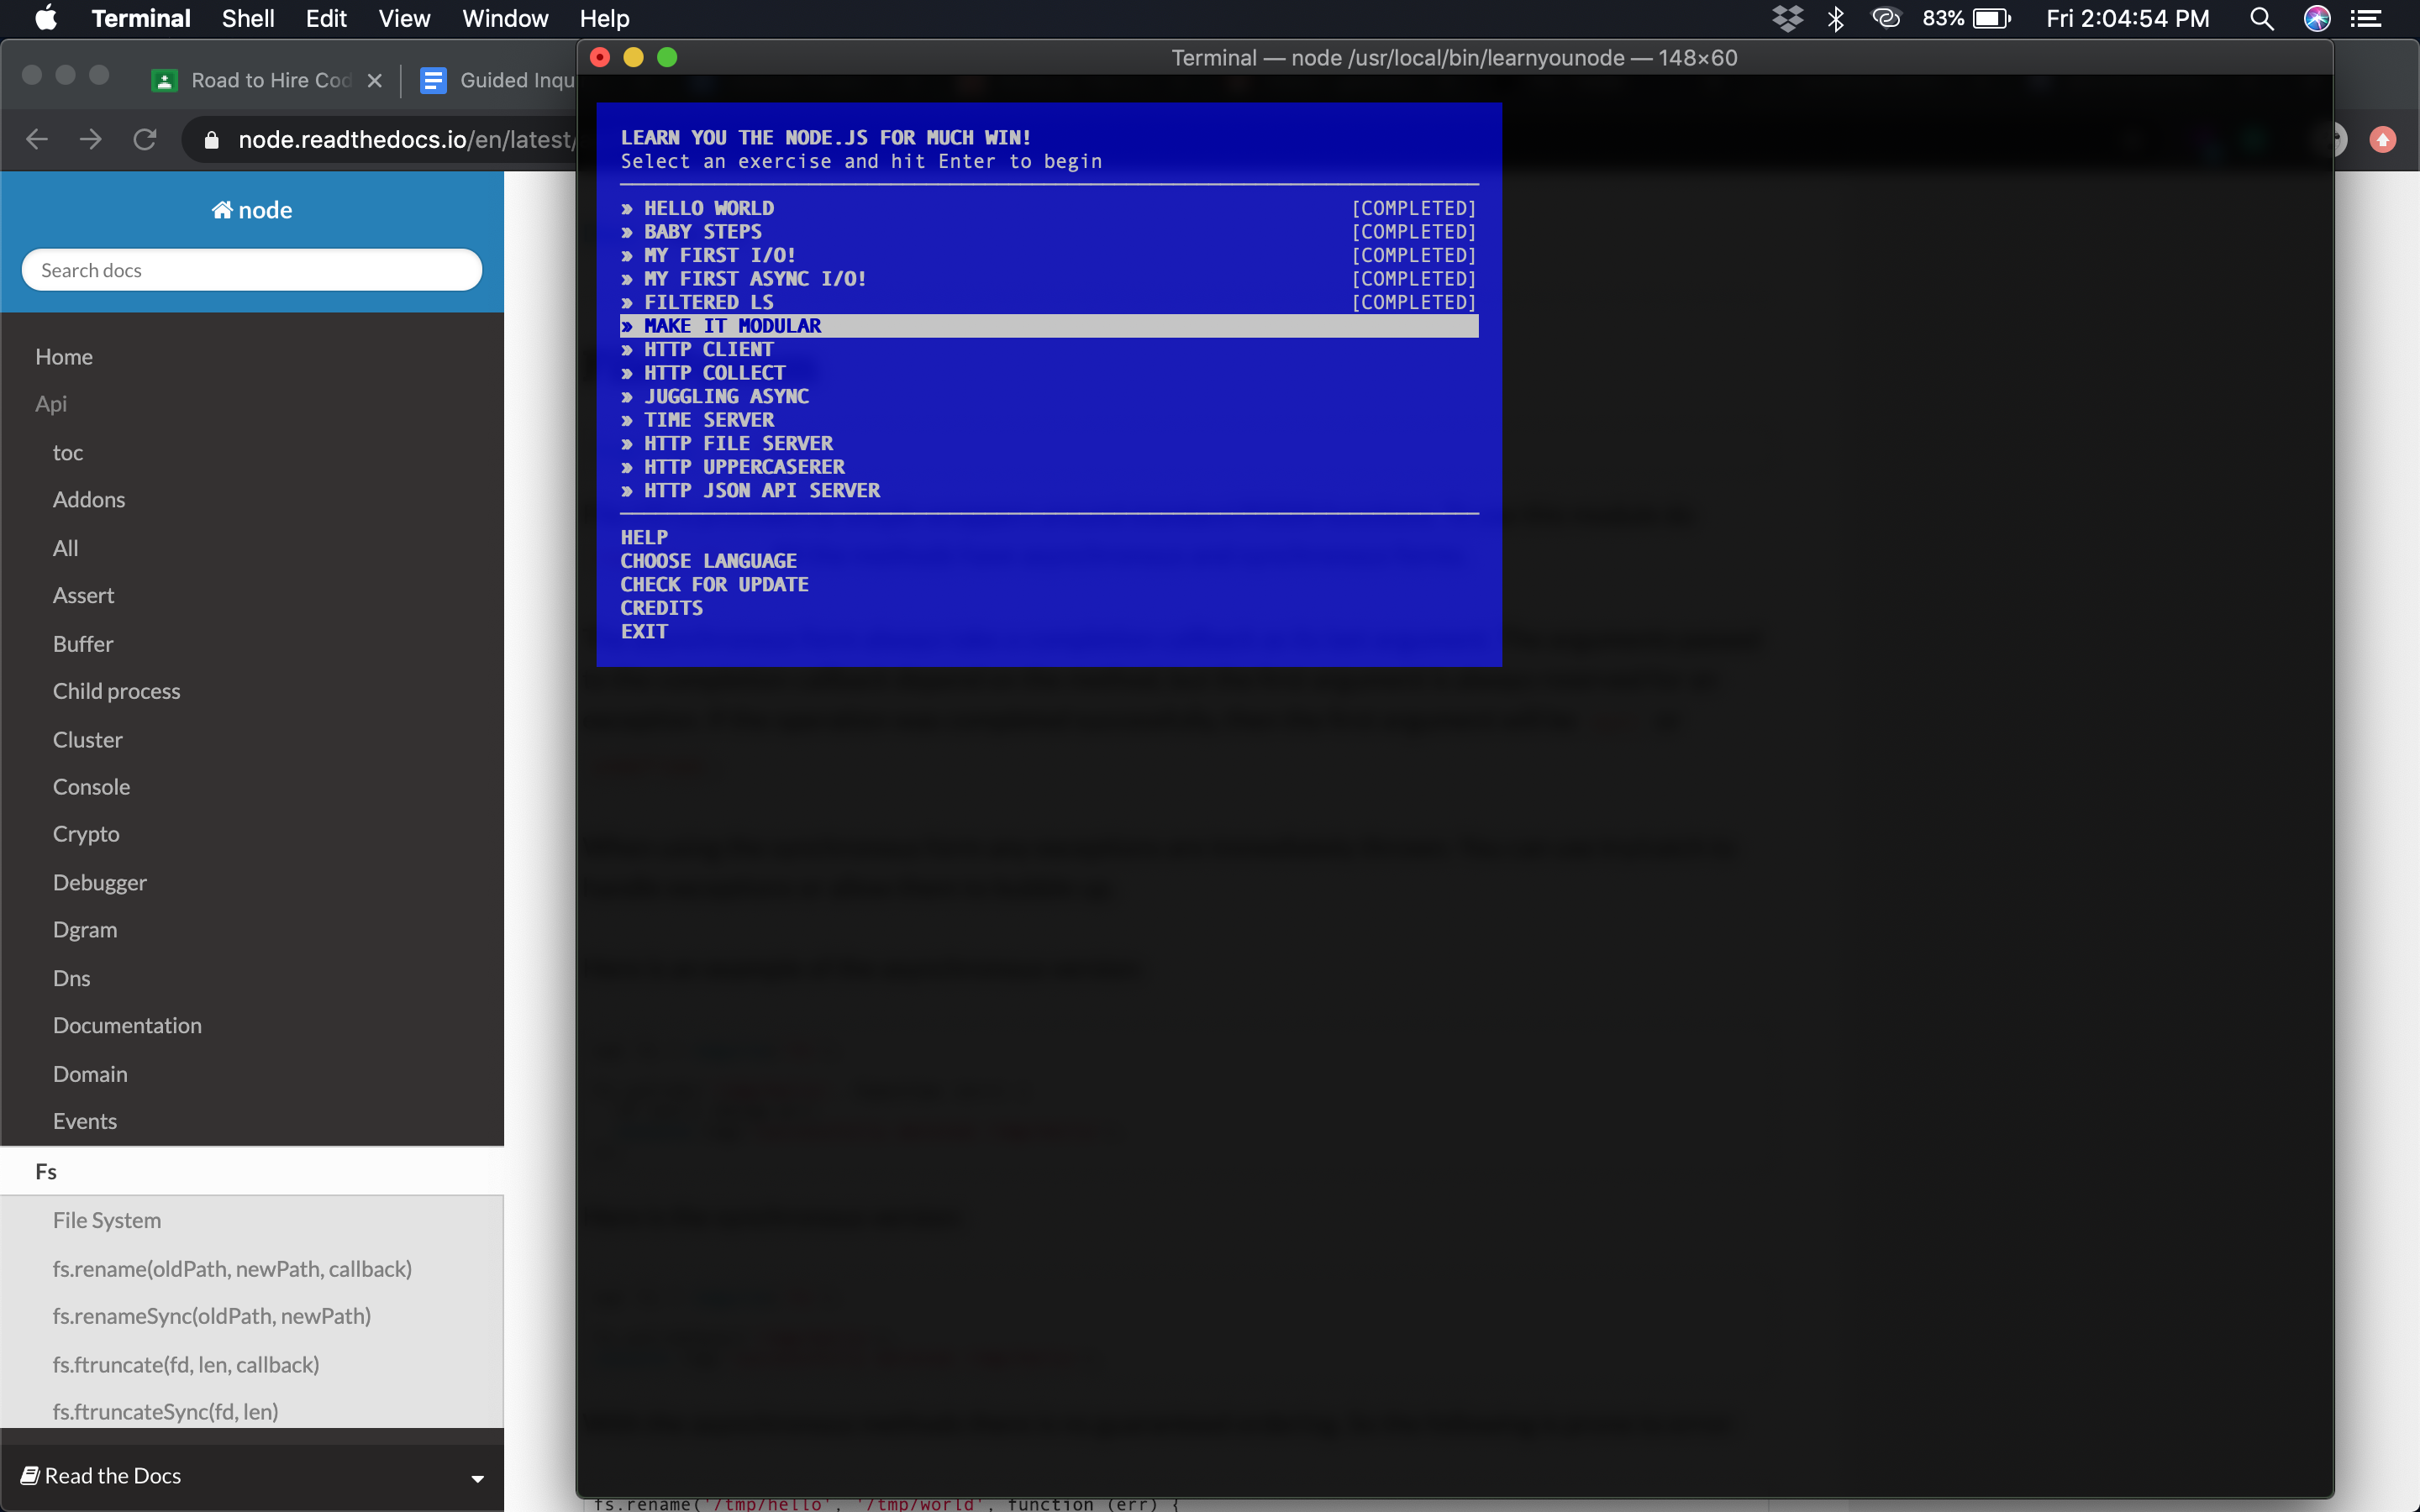 Terminal Shell Edit View Window Help 83% Fri 2:04:54 PM
Road to Hire Cod
Guided Inqu
Terminal — node /usr/local/bin/learnyounode — 148×60
node.readthedocs.io/en/latest/
node
Search docs
Home
Api
toc
Addons
All
Assert
Buffer
Child process
Cluster
Console
Crypto
Debugger
Dgram
Dns
Documentation
Domain
Events
Fs
File System
fs.rename(oldPath, newPath, callback)
fs.renameSync(oldPath, newPath)
fs.ftruncate(fd, len, callback)
fs.ftruncateSync(fd, len)
Read the Docs
LEARN YOU THE NODE.JS FOR MUCH WIN!
Select an exercise and hit Enter to begin
» HELLO WORLD [COMPLETED]
» BABY STEPS [COMPLETED]
» MY FIRST I/O! [COMPLETED]
» MY FIRST ASYNC I/O! [COMPLETED]
» FILTERED LS [COMPLETED]
» MAKE IT MODULAR
» HTTP CLIENT
» HTTP COLLECT
» JUGGLING ASYNC
» TIME SERVER
» HTTP FILE SERVER
» HTTP UPPERCASERER
» HTTP JSON API SERVER
HELP
CHOOSE LANGUAGE
CHECK FOR UPDATE
CREDITS
EXIT
fs.rename('/tmp/hello', '/tmp/world', function (err) {